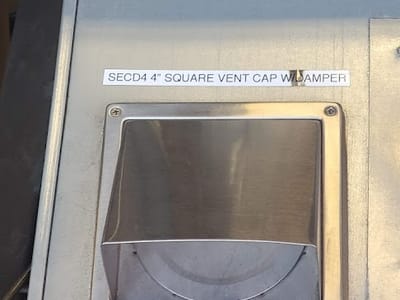 SECD4 4" SQUARE VENT CAP W/DAMPER